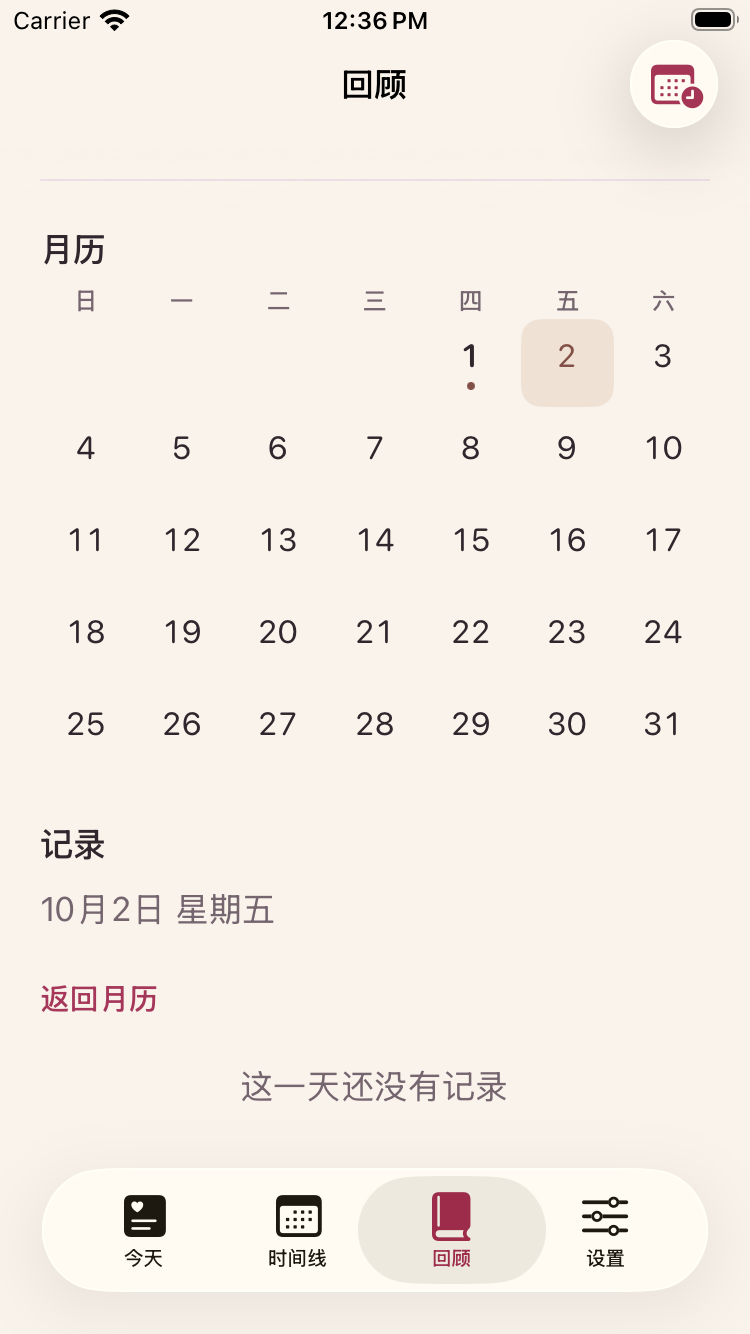 Carrier 12:36 PM
回顾
月历
日 一 二 三 四 五 六
1 2 3
4 5 6 7 8 9 10
11 12 13 14 15 16 17
18 19 20 21 22 23 24
25 26 27 28 29 30 31
记录
10月2日 星期五
返回月历
这一天还没有记录
今天 时间线 回顾 设置